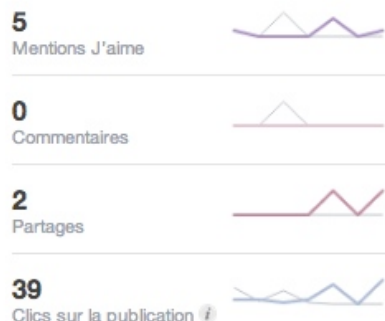 5
Mentions J'aime
0
Commentaires
2
Partages
39
Clics sur la publication i